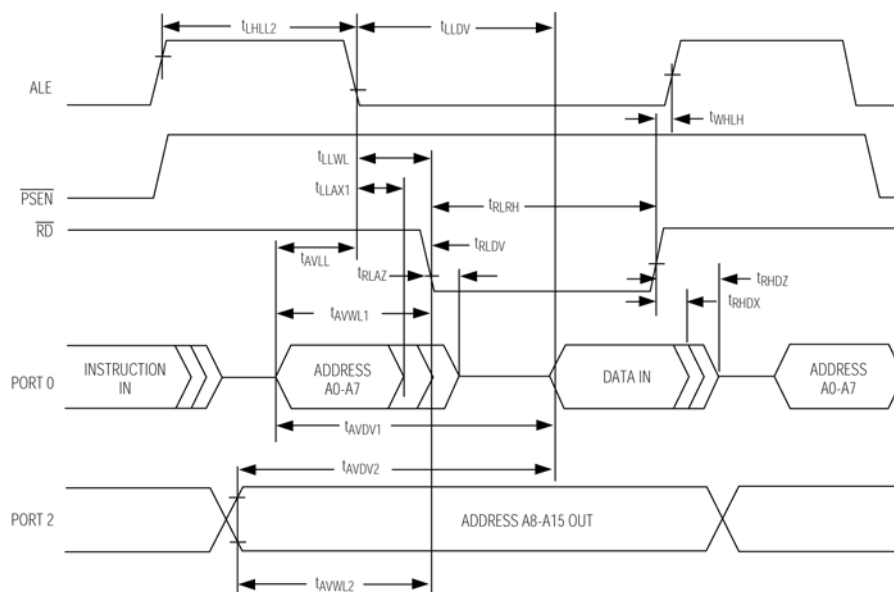 tLHLL2
tLLDV
ALE
tWHLH
tLLWL
tLLAX1
PSEN
tRLRH
RD
tRLDV
tAVLL
tRLAZ
tRHDZ
tRHDX
tAVWL1
PORT 0
INSTRUCTION
IN
ADDRESS
A0-A7
DATA IN
ADDRESS
A0-A7
tAVDV1
tAVDV2
PORT 2
ADDRESS A8-A15 OUT
tAVWL2